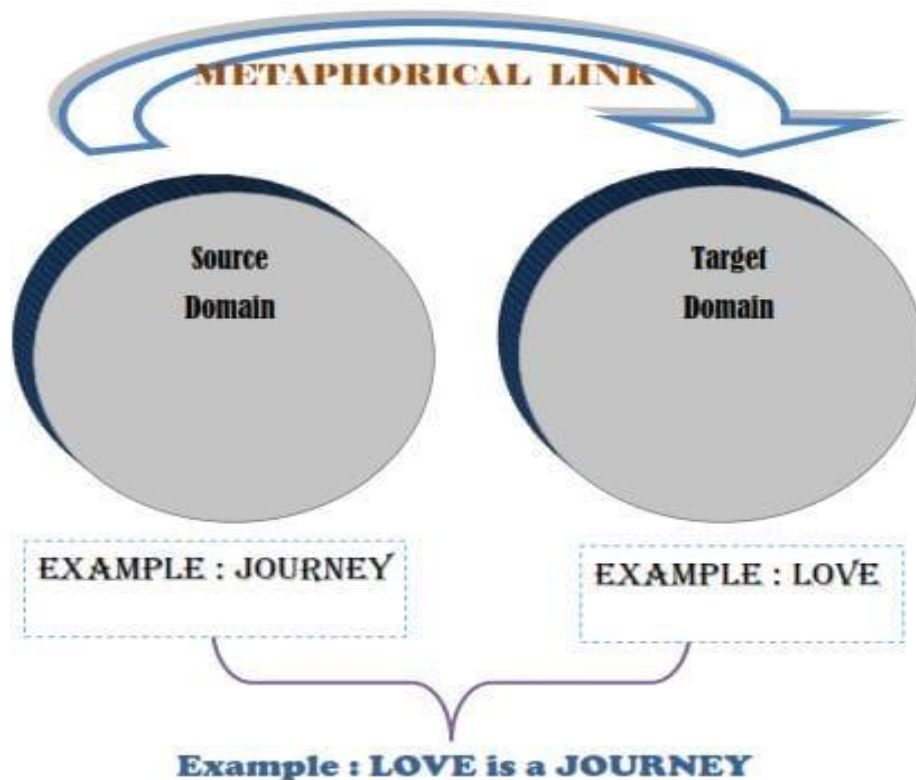 METAPHORICAL LINK
Source
Domain
Target
Domain
EXAMPLE : JOURNEY
EXAMPLE : LOVE
Example : LOVE is a JOURNEY